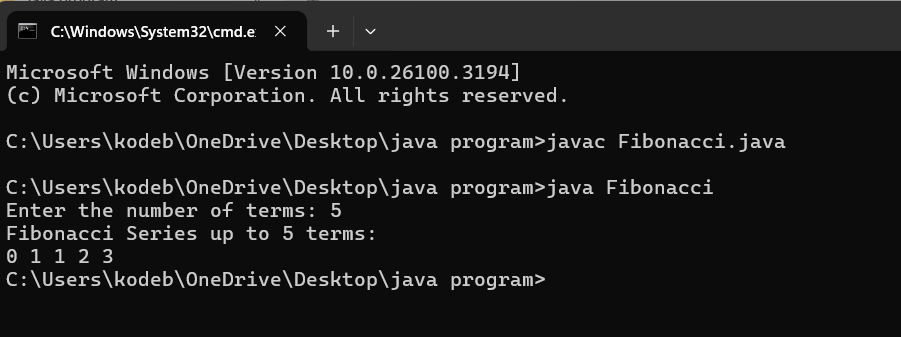 C:\Windows\System32\cmd.e
Microsoft Windows [Version 10.0.26100.3194]
(c) Microsoft Corporation. All rights reserved.
C:\Users\kodeb\OneDrive\Desktop\java program>javac Fibonacci.java
C:\Users\kodeb\OneDrive\Desktop\java program>java Fibonacci
Enter the number of terms: 5
Fibonacci Series up to 5 terms:
0 1 1 2 3
C:\Users\kodeb\OneDrive\Desktop\java program>